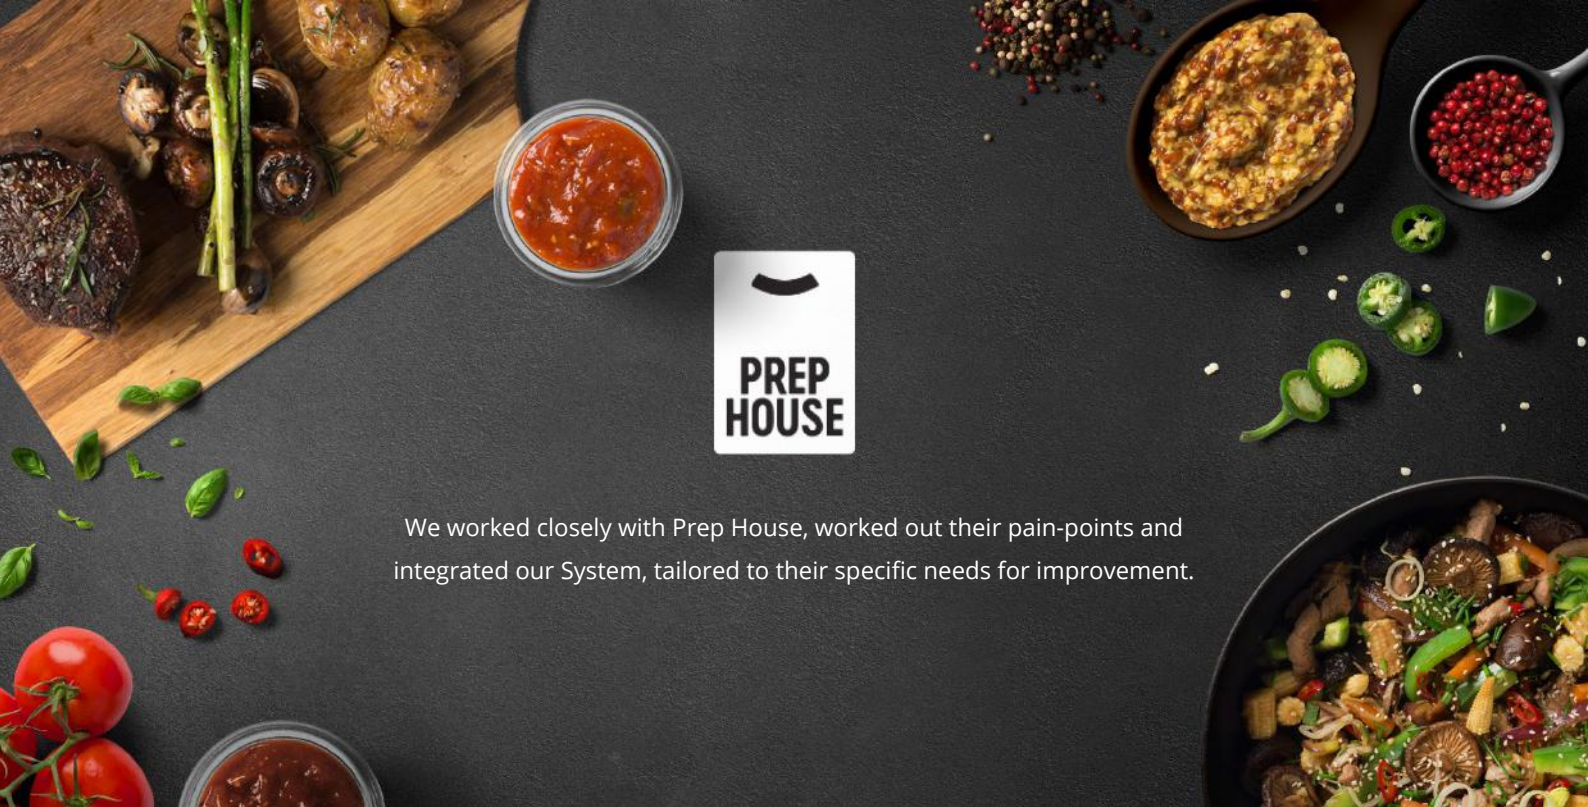 PREP
HOUSE
We worked closely with Prep House, worked out their pain-points and
integrated our System, tailored to their specific needs for improvement.